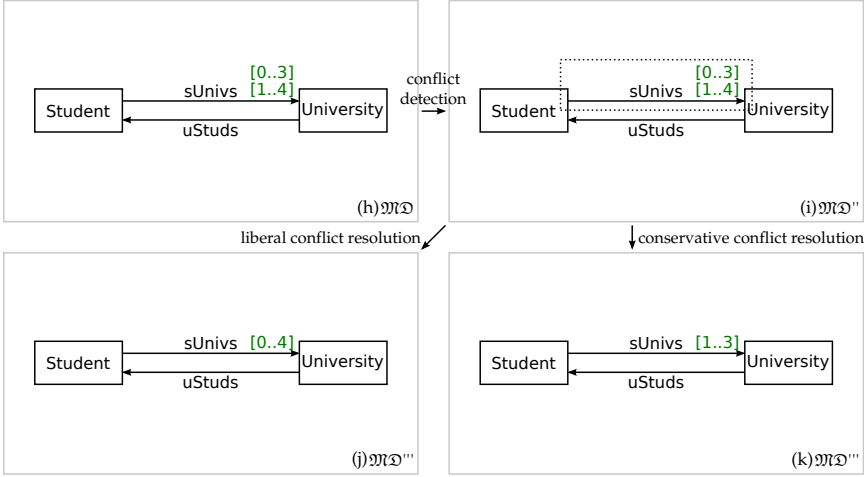 [0..3]
[1..4]
sUnivs
Student
University
uStuds
(h)𝔐𝔇
conflict
detection
[0..3]
[1..4]
sUnivs
Student
University
uStuds
(i)𝔐𝔇''
liberal conflict resolution
conservative conflict resolution
sUnivs [0..4]
Student
University
uStuds
(j)𝔐𝔇'''
sUnivs [1..3]
Student
University
uStuds
(k)𝔐𝔇'''